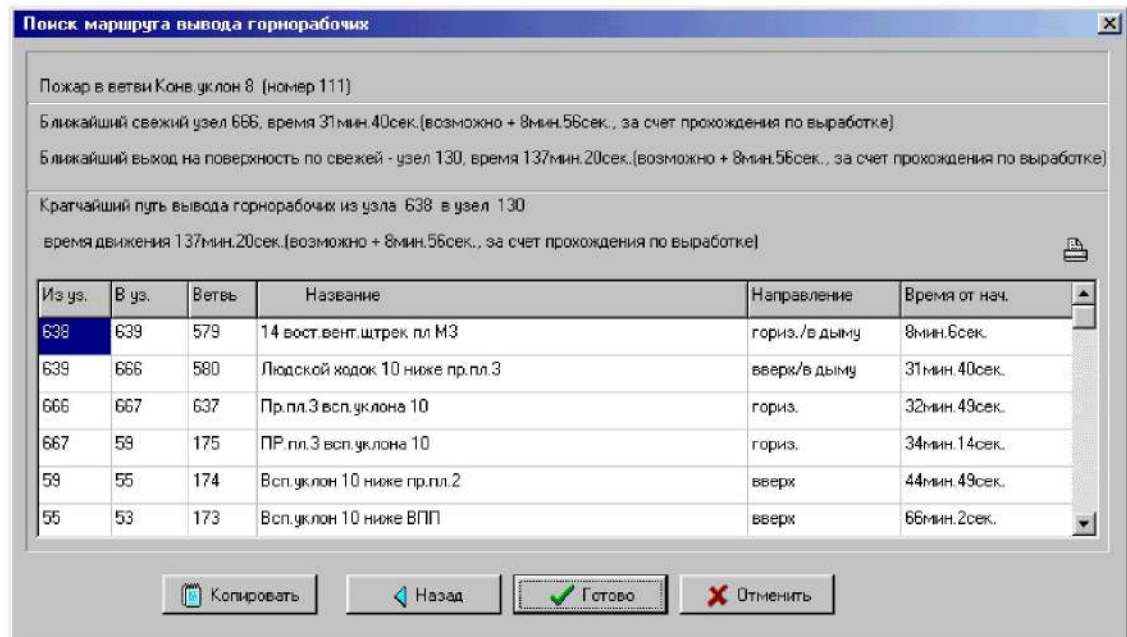 Поиск маршруга вывода горнорабочих
Пожар в ветви Конв.уклон 8 (номер 111)
Ближайший свежий узел 666, время 31мин.40сек.(возможно + 8мин.56сек., за счет прохождения по выработке)
Ближайший выход на поверхность по свежей - узел 130, время 137мин.20сек.(возможно + 8мин.56сек., за счет прохождения по выработке)
Кратчайший путь вывода горнорабочих из узла 638 в узел 130
время движения 137мин.20сек.(возможно + 8мин.56сек., за счет прохождения по выработке)
Из уз. В уз. Ветвь Название Направление Время от нач.
638 639 579 14 вост.вент.щтрек пл М3 гориз./в дыму 8мин.6сек.
639 666 580 Людской ходок 10 ниже пр.пл.3 вверх/в дыму 31мин.40сек.
666 667 637 Пр.пл.3 всп.уклона 10 гориз. 32мин.49сек.
667 59 175 ПР.пл.3 всп.уклона 10 гориз. 34мин.14сек.
59 55 174 Всп.уклон 10 ниже пр.пл.2 вверх 44мин.49сек.
55 53 173 Всп.уклон 10 ниже ВПП вверх 66мин.2сек.
Копировать Назад Готово Отменить